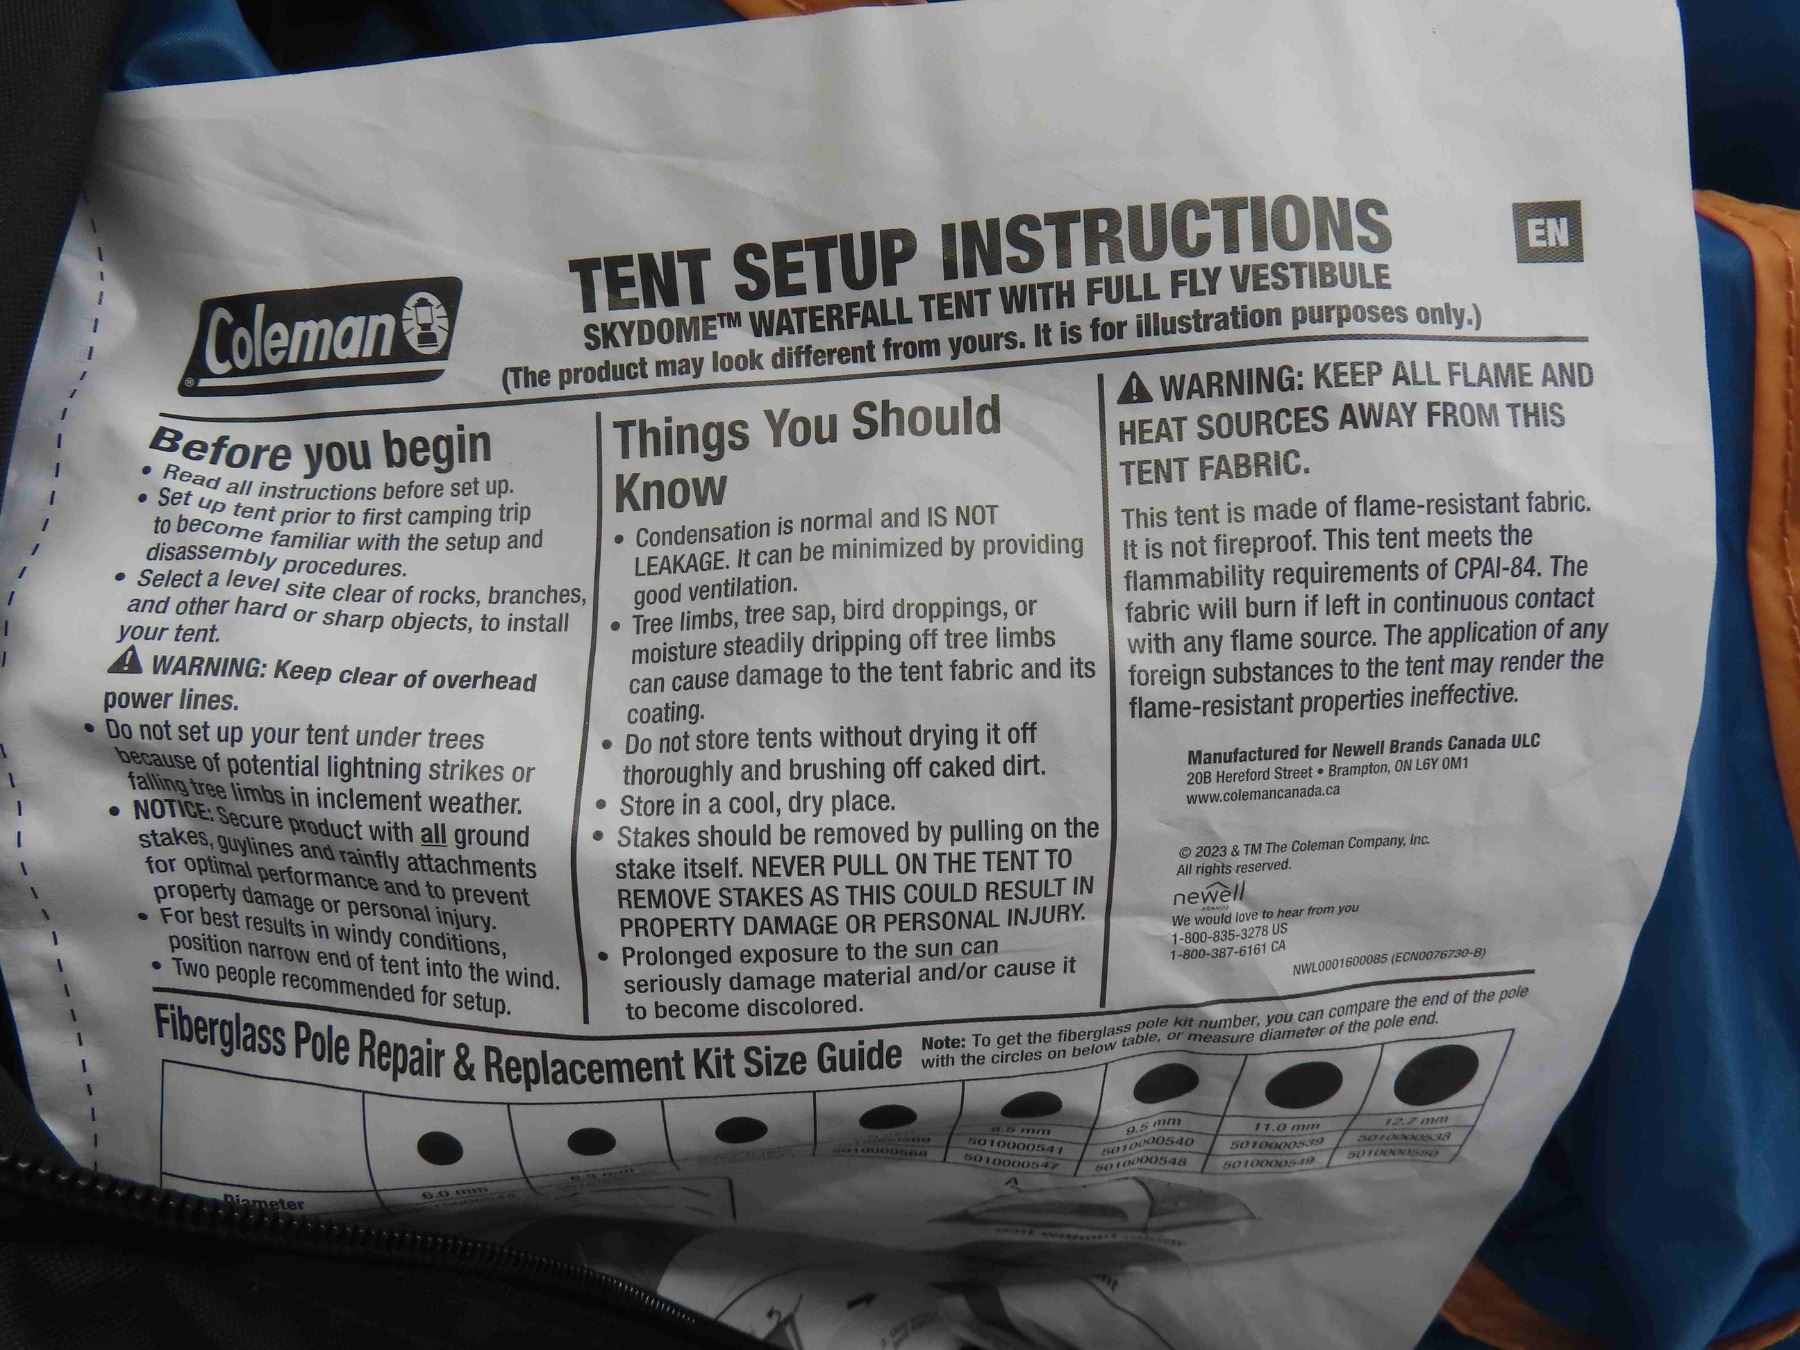 EN
TENT SETUP INSTRUCTIONS
SKYDOME™ WATERFALL TENT WITH FULL FLY VESTIBULE
(The product may look different from yours. It is for illustration purposes only.)
Coleman
®
Before you begin
• Read all instructions before set up.
• Set up tent prior to first camping trip
to become familiar with the setup and
disassembly procedures.
• Select a level site clear of rocks, branches,
and other hard or sharp objects, to install
your tent.
WARNING: Keep clear of overhead
power lines.
• Do not set up your tent under trees
because of potential lightning strikes or
falling tree limbs in inclement weather.
• NOTICE: Secure product with all ground
stakes, guylines and rainfly attachments
for optimal performance and to prevent
property damage or personal injury.
• For best results in windy conditions,
position narrow end of tent into the wind.
• Two people recommended for setup.
Things You Should
Know
• Condensation is normal and IS NOT
LEAKAGE. It can be minimized by providing
good ventilation.
• Tree limbs, tree sap, bird droppings, or
moisture steadily dripping off tree limbs
can cause damage to the tent fabric and its
coating.
• Do not store tents without drying it off
thoroughly and brushing off caked dirt.
• Store in a cool, dry place.
• Stakes should be removed by pulling on the
stake itself. NEVER PULL ON THE TENT TO
REMOVE STAKES AS THIS COULD RESULT IN
PROPERTY DAMAGE OR PERSONAL INJURY.
• Prolonged exposure to the sun can
seriously damage material and/or cause it
to become discolored.
WARNING: KEEP ALL FLAME AND
HEAT SOURCES AWAY FROM THIS
TENT FABRIC.
This tent is made of flame-resistant fabric.
It is not fireproof. This tent meets the
flammability requirements of CPAI-84. The
fabric will burn if left in continuous contact
with any flame source. The application of any
foreign substances to the tent may render the
flame-resistant properties ineffective.
Manufactured for Newell Brands Canada ULC
20B Hereford Street • Brampton, ON L6Y 0M1
www.colemancanada.ca
© 2023 & TM The Coleman Company, Inc.
All rights reserved.
newell
BRANDS
We would love to hear from you
1-800-835-3278 US
1-800-387-6161 CA
NWL0001600085 (ECN0076730-B)
Fiberglass Pole Repair & Replacement Kit Size Guide
Note: To get the fiberglass pole kit number, you can compare the end of the pole
with the circles on below table, or measure diameter of the pole end.
Diameter
6.0 mm
8.5 mm
9.5 mm
11.0 mm
12.7 mm
5010000541
5010000540
5010000539
5010000538
5010000547
5010000548
5010000549
5010000550
A
2